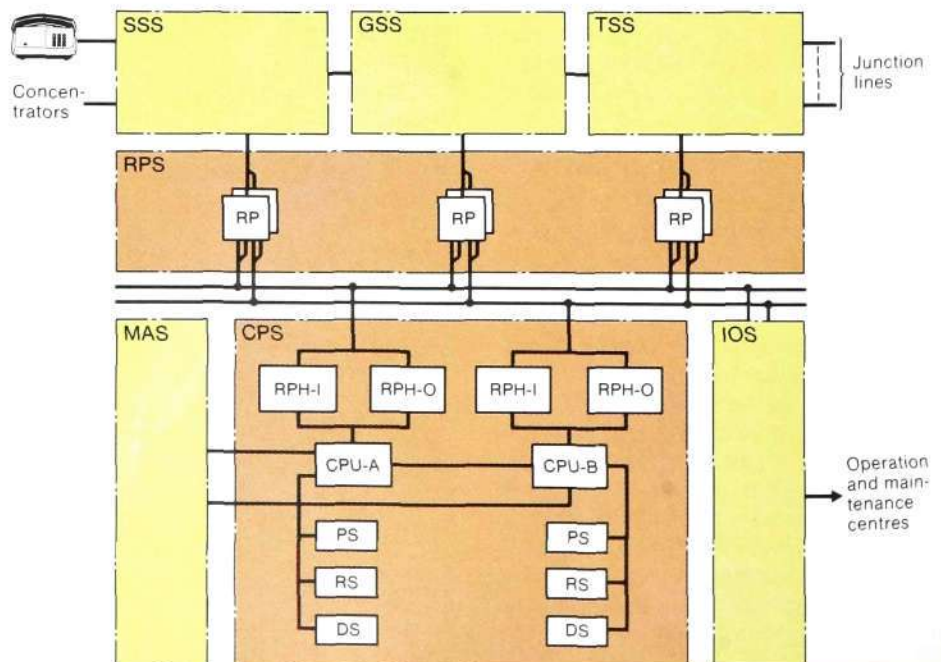 SSS
GSS
TSS
Concen-
trators
Junction
lines
RPS
RP
RP
RP
MAS
CPS
IOS
RPH-I
RPH-O
RPH-I
RPH-O
CPU-A
CPU-B
Operation
and main-
tenance
centres
PS
PS
RS
RS
DS
DS